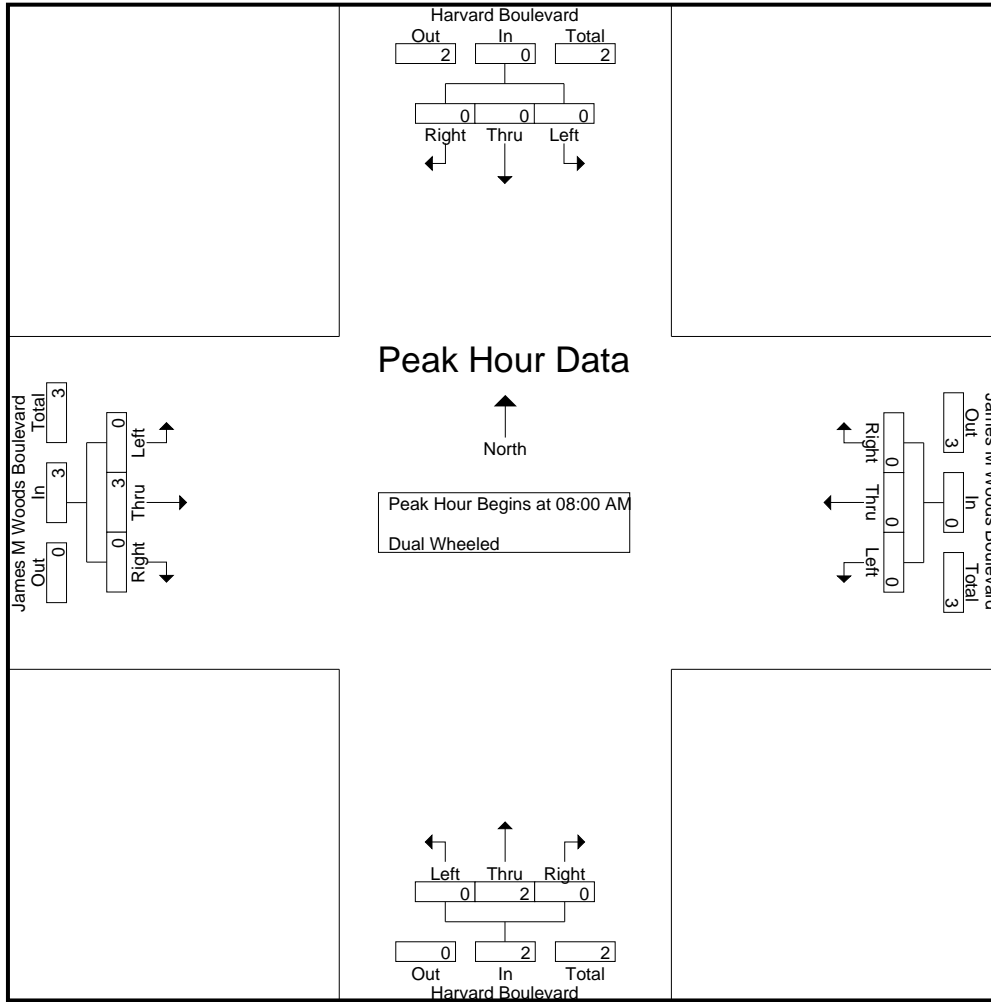 Harvard Boulevard
Out In Total
2 0 2
0 0 0
Right Thru Left
Peak Hour Data
North
Peak Hour Begins at 08:00 AM
Dual Wheeled
James M Woods Boulevard
Total In Out
3 3 0
0 3 0
Left Thru Right
James M Woods Boulevard
Out In Total
3 0 3
0 0 0
Right Thru Left
Left Thru Right
0 2 0
0 2 2
Out In Total
Harvard Boulevard